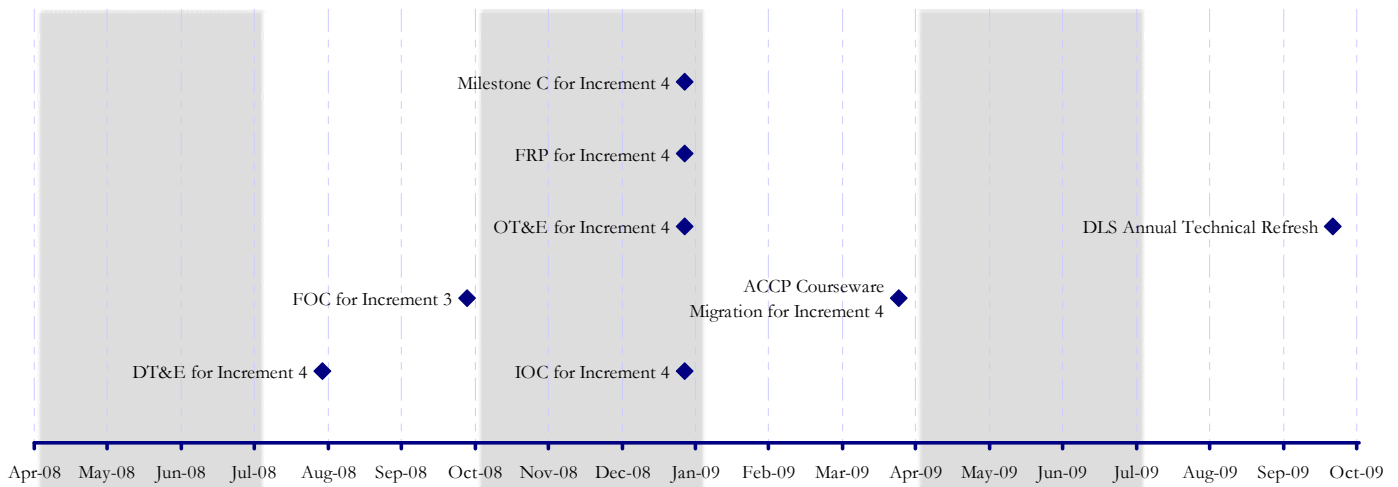 Milestone C for Increment 4
FRP for Increment 4
OT&E for Increment 4
DLS Annual Technical Refresh
FOC for Increment 3
ACCP Courseware
Migration for Increment 4
DT&E for Increment 4
IOC for Increment 4
Apr-08 May-08 Jun-08 Jul-08 Aug-08 Sep-08 Oct-08 Nov-08 Dec-08 Jan-09 Feb-09 Mar-09 Apr-09 May-09 Jun-09 Jul-09 Aug-09 Sep-09 Oct-09